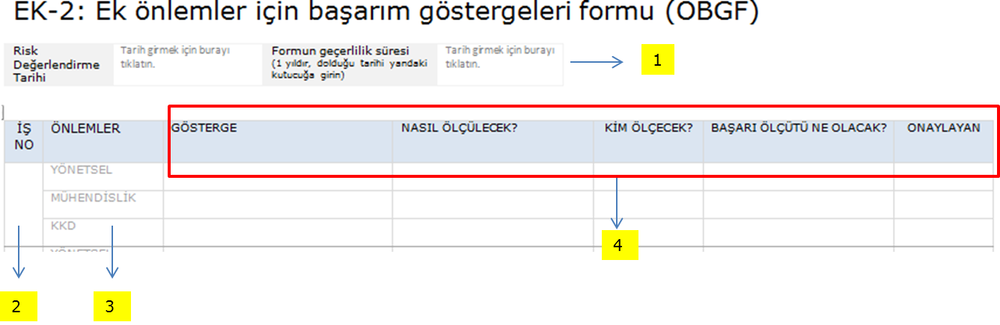 EK-2: Ek önlemler için başarım göstergeleri formu (ÖBGF)
Risk
Değerlendirme
Tarihi
Tarih girmek için burayı
tıklatın.
Formun geçerlilik süresi
(1 yıldır, dolduğu tarihi yandaki
kutucuğa girin)
Tarih girmek için burayı
tıklatın.
1
İŞ
NO
ÖNLEMLER
GÖSTERGE
NASIL ÖLÇÜLECEK?
KİM ÖLÇECEK?
BAŞARI ÖLÇÜTÜ NE OLACAK?
ONAYLAYAN
YÖNETSEL
MÜHENDİSLİK
KKD
4
2
3